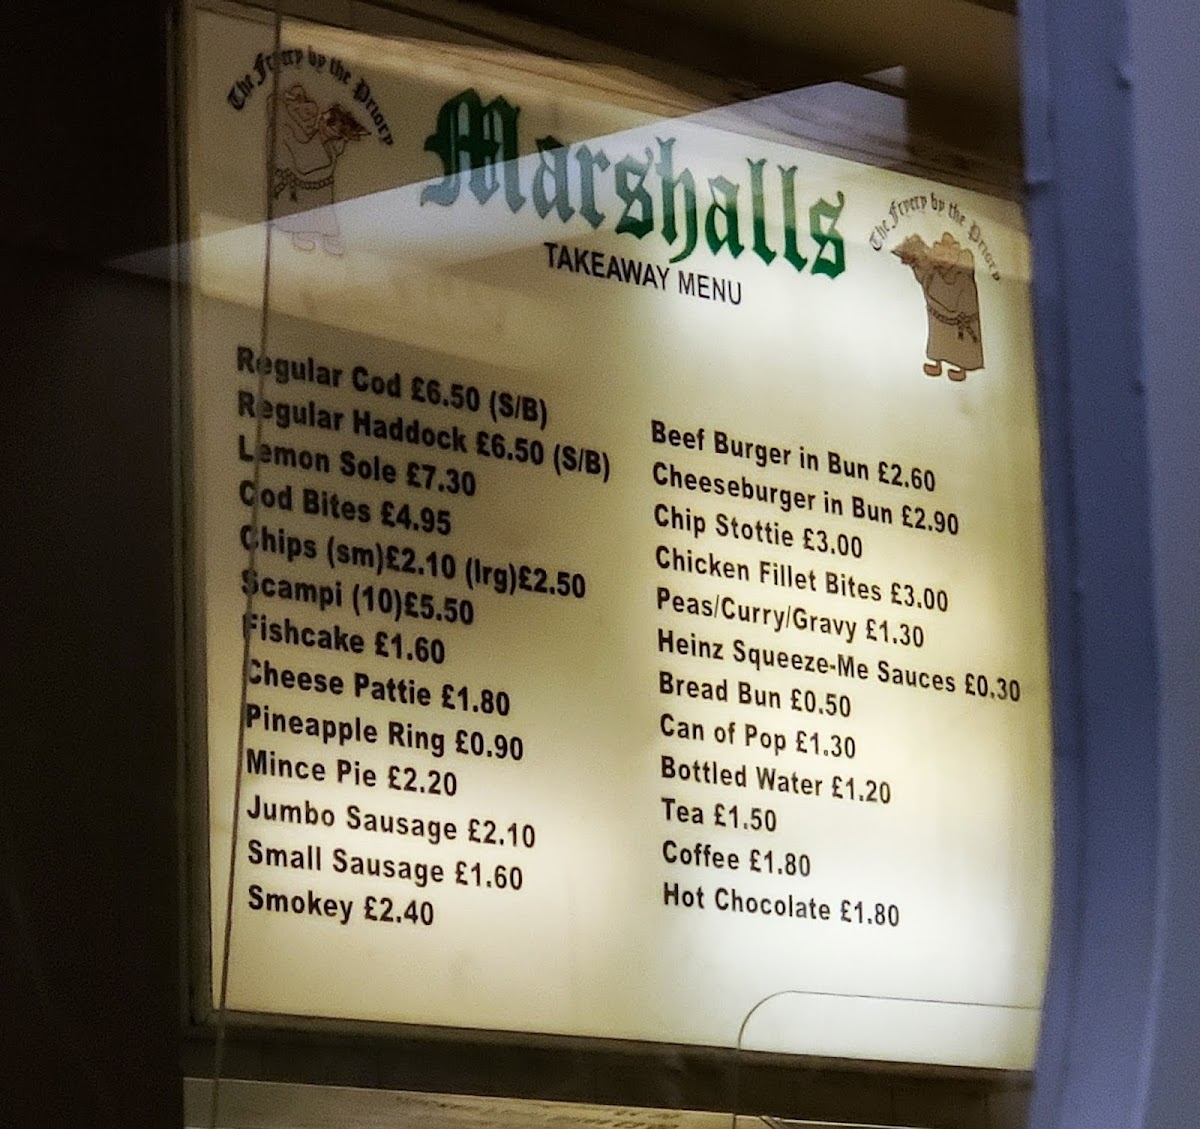 The Fryery by the Priory
Marshalls
The Fryery by the Priory
TAKEAWAY MENU
Regular Cod £6.50 (S/B)
Regular Haddock £6.50 (S/B)
Lemon Sole £7.30
Cod Bites £4.95
Chips (sm)£2.10 (lrg)£2.50
Scampi (10)£5.50
Fishcake £1.60
Cheese Pattie £1.80
Pineapple Ring £0.90
Mince Pie £2.20
Jumbo Sausage £2.10
Small Sausage £1.60
Smokey £2.40
Beef Burger in Bun £2.60
Cheeseburger in Bun £2.90
Chip Stottie £3.00
Chicken Fillet Bites £3.00
Peas/Curry/Gravy £1.30
Heinz Squeeze-Me Sauces £0.30
Bread Bun £0.50
Can of Pop £1.30
Bottled Water £1.20
Tea £1.50
Coffee £1.80
Hot Chocolate £1.80